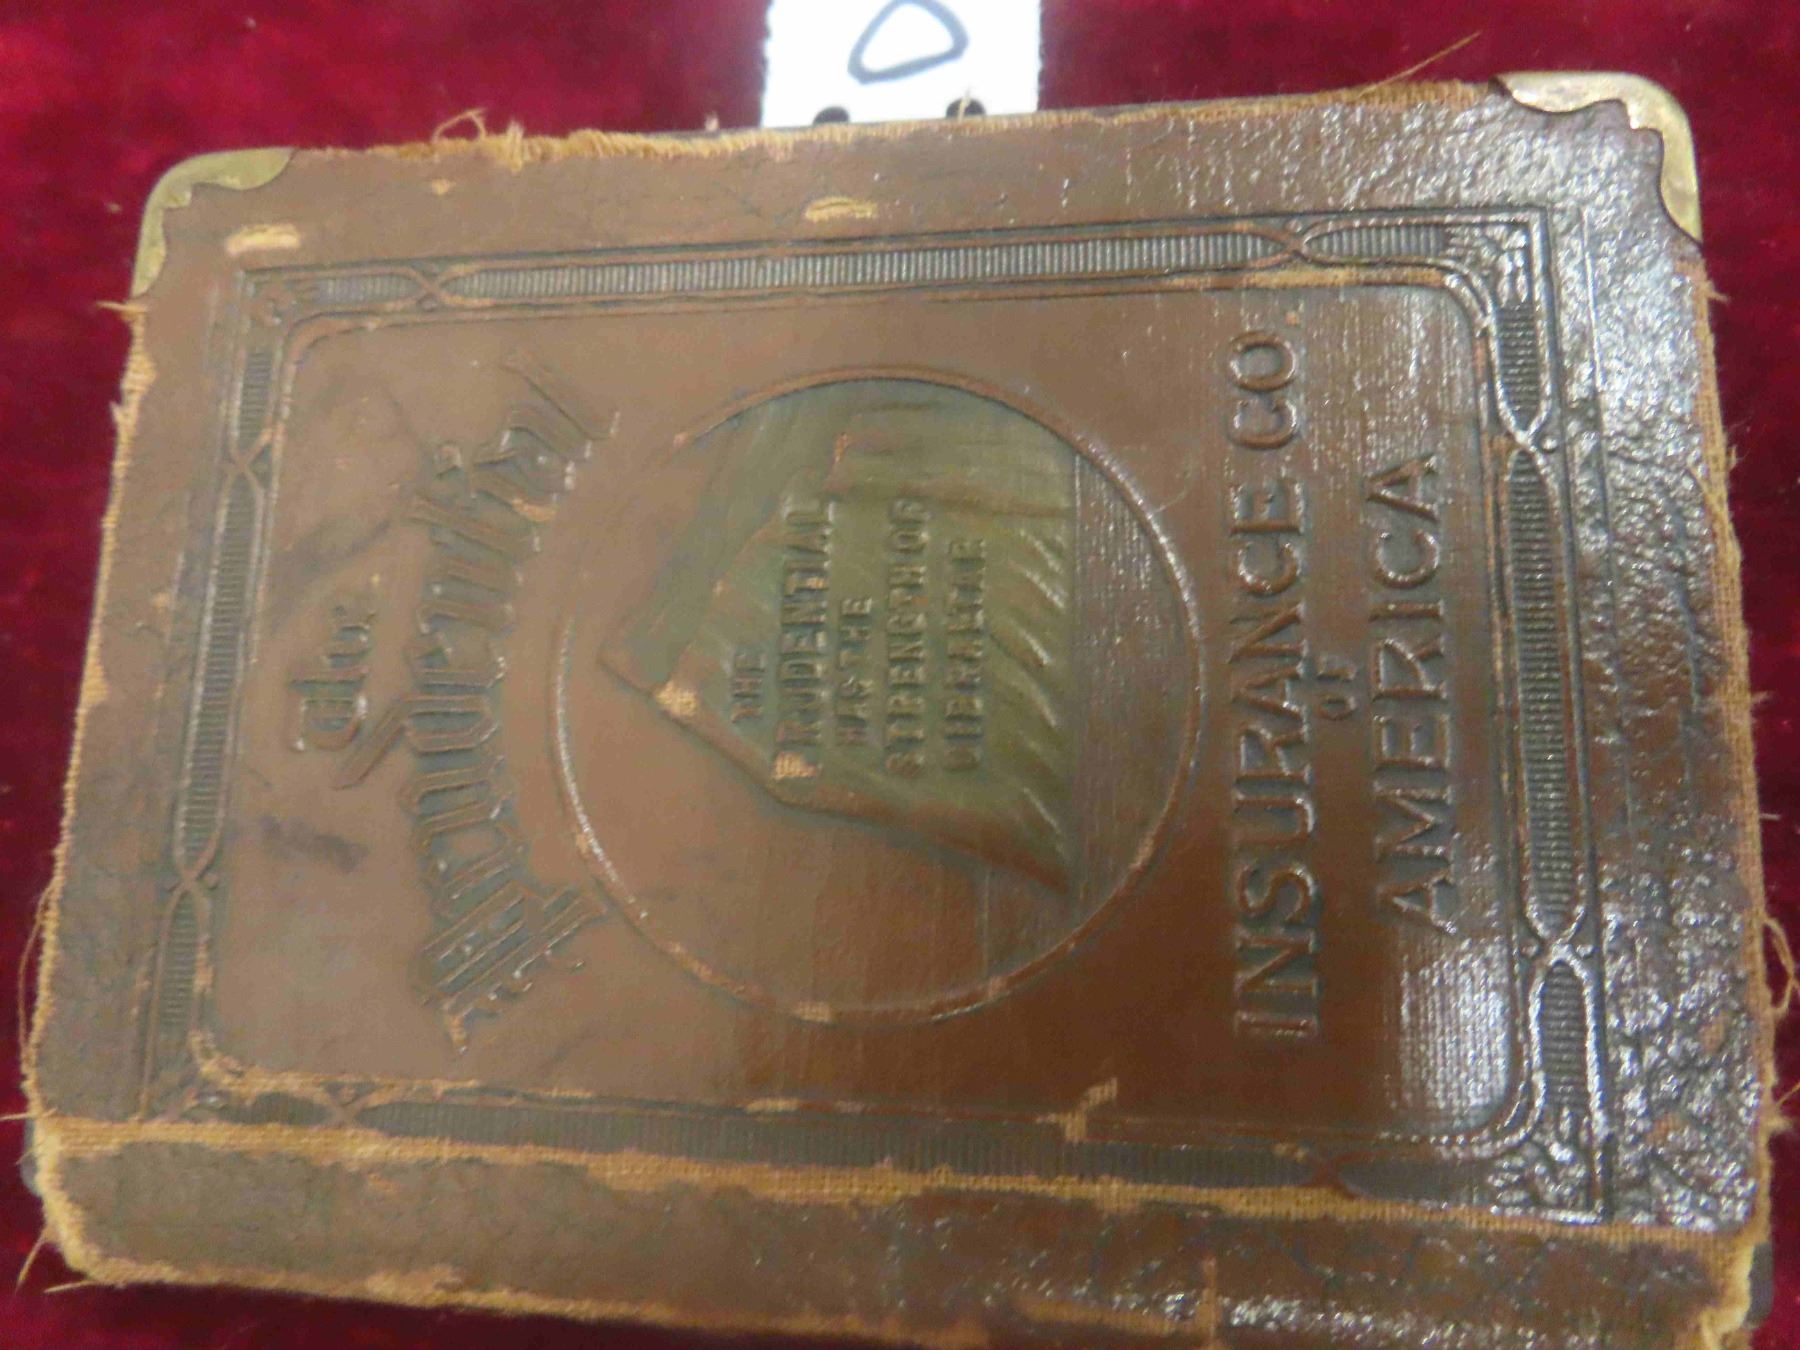 The
Prudential
THE
PRUDENTIAL
HAS THE
STRENGTH OF
GIBRALTAR
INSURANCE CO.
OF
AMERICA